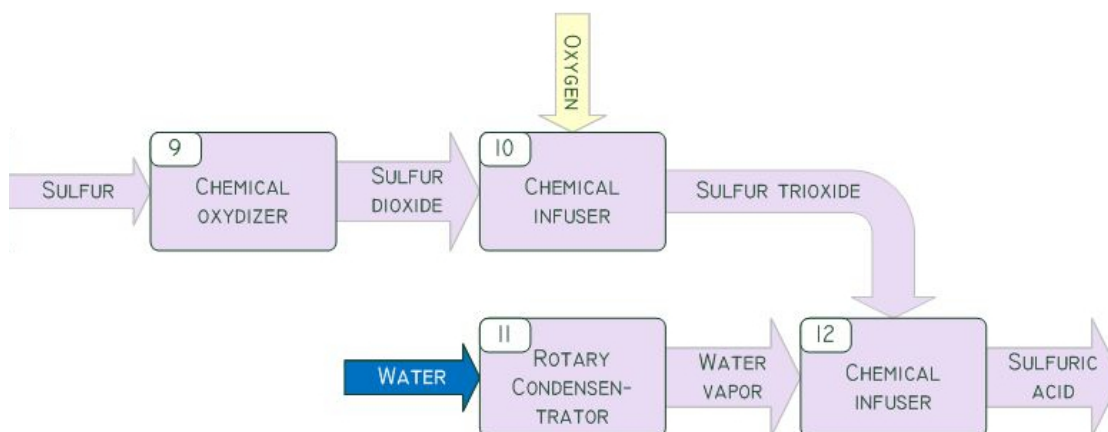 OXYGEN
9
10
SULFUR
CHEMICAL
OXYDIZER
SULFUR
DIOXIDE
CHEMICAL
INFUSER
SULFUR TRIOXIDE
11
12
WATER
ROTARY
CONDENSEN-
TRATOR
WATER
VAPOR
CHEMICAL
INFUSER
SULFURIC
ACID